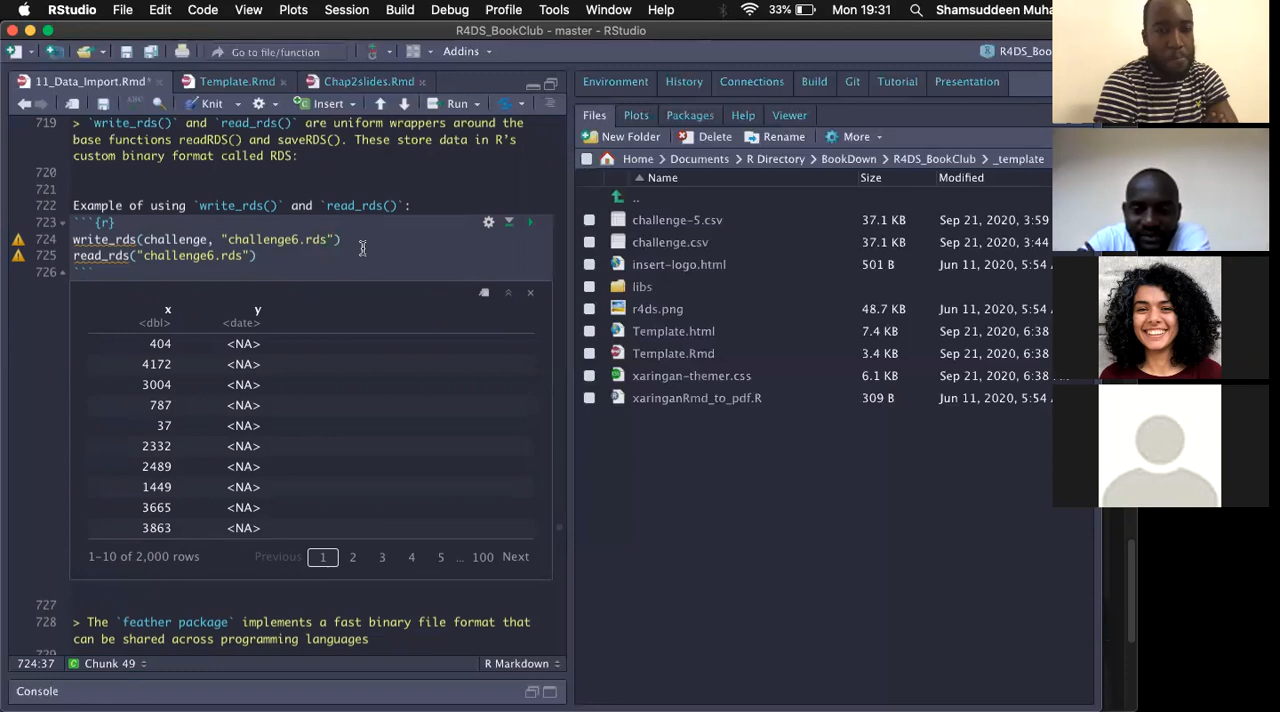 RStudio File Edit Code View Plots Session Build Debug Profile Tools Window Help 33% Mon 19:31 Shamsuddeen Muha
R4DS_BookClub - master - RStudio
Go to file/function Addins R4DS_Boo
11_Data_Import.Rmd* Template.Rmd Chap2slides.Rmd
Knit Insert Run
719 > `write_rds()` and `read_rds()` are uniform wrappers around the
base functions readRDS() and saveRDS(). These store data in R's
custom binary format called RDS:
720
721
722 Example of using `write_rds()` and `read_rds()`:
723 ```{r}
724 write_rds(challenge, "challenge6.rds")
725 read_rds("challenge6.rds")
726 ```
x y
<dbl> <date>
404 <NA>
4172 <NA>
3004 <NA>
787 <NA>
37 <NA>
2332 <NA>
2489 <NA>
1449 <NA>
3665 <NA>
3863 <NA>
1-10 of 2,000 rows Previous 1 2 3 4 5 ... 100 Next
727
728 > The `feather package` implements a fast binary file format that
can be shared across programming languages
729
724:37 Chunk 49 R Markdown
Console
Environment History Connections Build Git Tutorial Presentation
Files Plots Packages Help Viewer
New Folder Delete Rename More
Home Documents R Directory BookDown R4DS_BookClub _template
Name Size Modified
..
challenge-5.csv 37.1 KB Sep 21, 2020, 3:59
challenge.csv 37.1 KB Sep 21, 2020, 3:44
insert-logo.html 501 B Jun 11, 2020, 5:54
libs
r4ds.png 48.7 KB Jun 11, 2020, 5:54
Template.html 7.4 KB Sep 21, 2020, 6:38
Template.Rmd 3.4 KB Sep 21, 2020, 6:38
xaringan-themer.css 6.1 KB Sep 21, 2020, 6:38
xaringanRmd_to_pdf.R 309 B Jun 11, 2020, 5:54